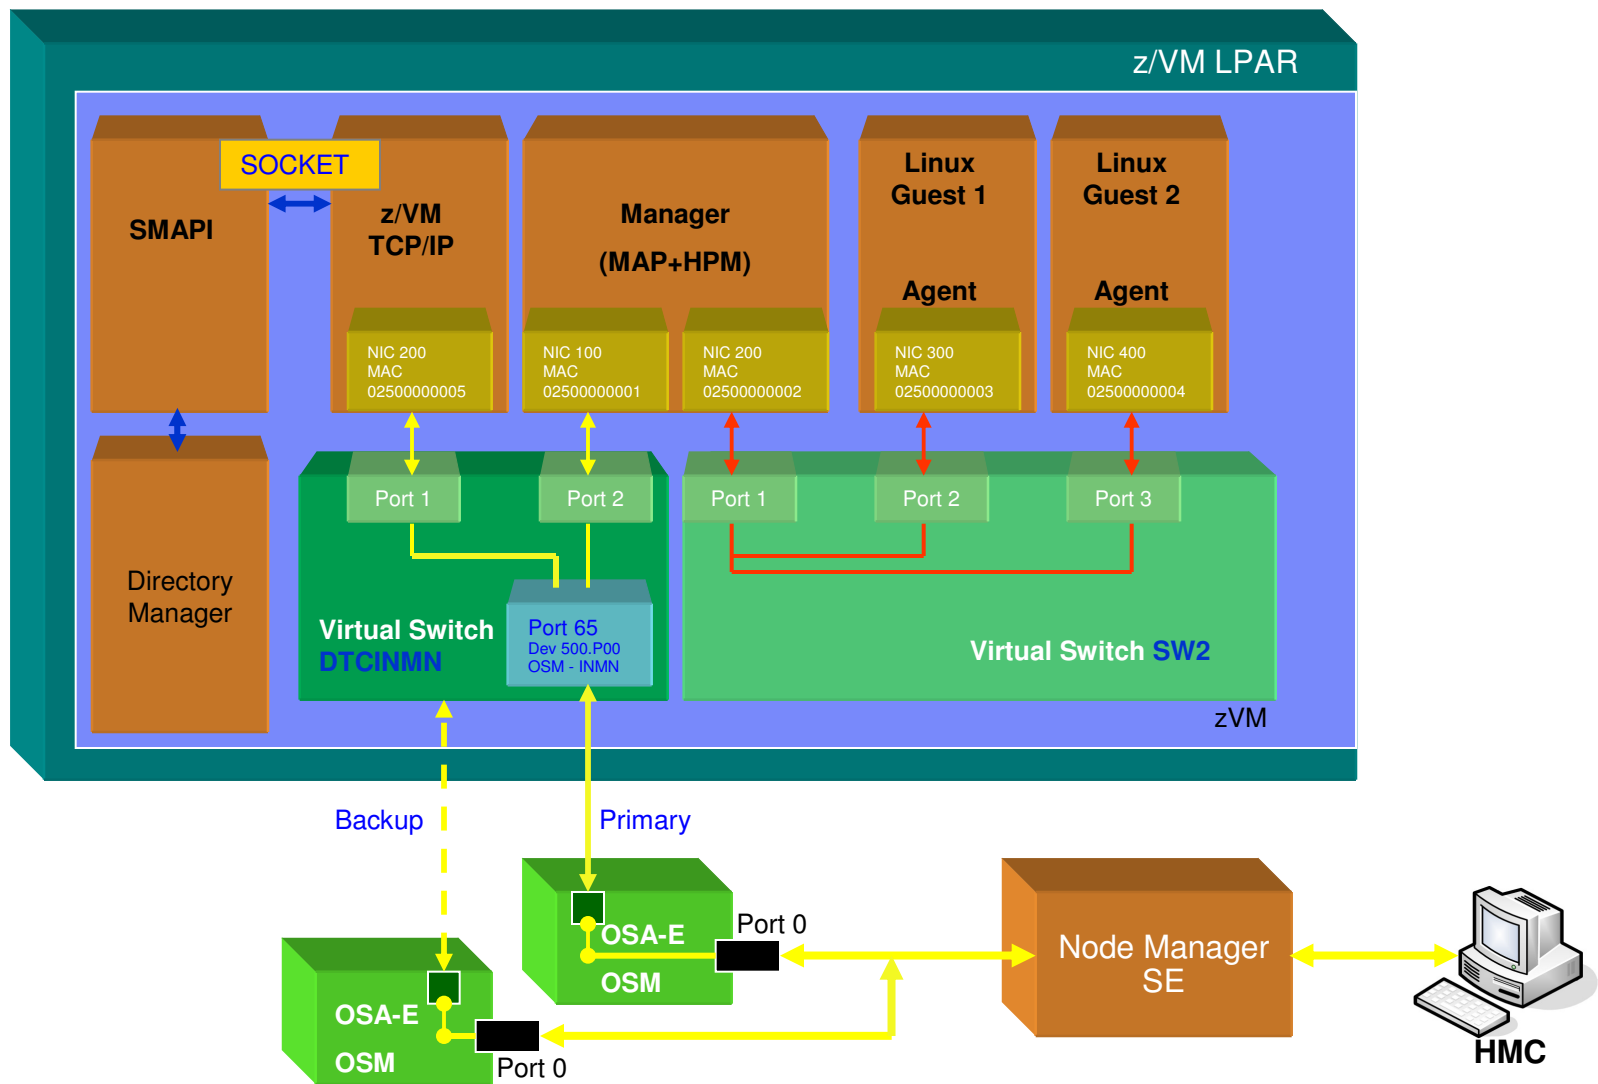 z/VM LPAR
SOCKET
SMAPI
z/VM
TCP/IP
Manager
(MAP+HPM)
Linux
Guest 1
Agent
Linux
Guest 2
Agent
NIC 200
MAC
02500000005
NIC 100
MAC
02500000001
NIC 200
MAC
02500000002
NIC 300
MAC
02500000003
NIC 400
MAC
02500000004
Directory
Manager
Port 1
Port 2
Virtual Switch
DTCINMN
Port 65
Dev 500.P00
OSM - INMN
Port 1
Port 2
Port 3
Virtual Switch SW2
zVM
Backup
Primary
OSA-E
OSM
Port 0
OSA-E
OSM
Port 0
Node Manager
SE
HMC